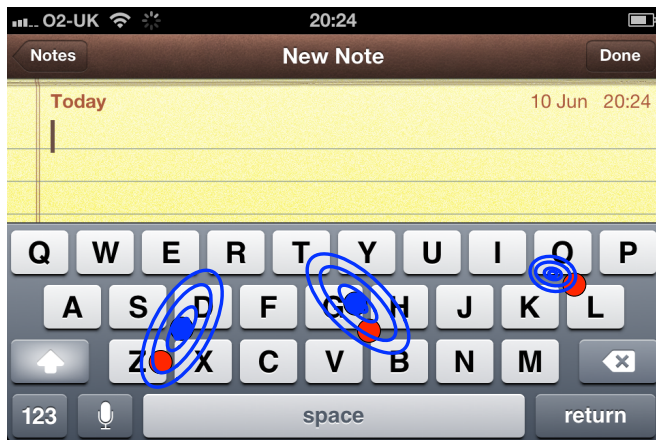 O2-UK 20:24
Notes New Note Done
Today 10 Jun 20:24
Q W E R T Y U I O P
A S D F G H J K L
Z X C V B N M
123 space return